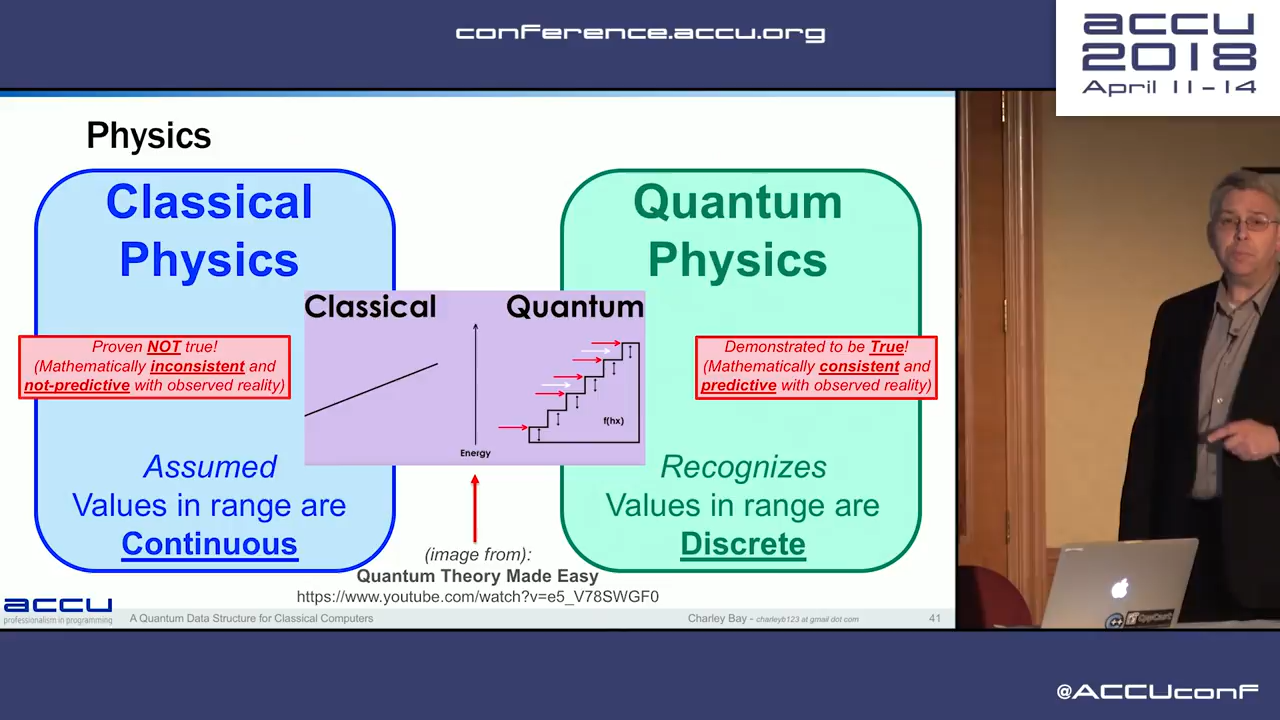 conference.accu.org
accu
2018
April 11-14
Physics
Classical
Physics
Quantum
Physics
Classical
Quantum
Proven NOT true!
(Mathematically inconsistent and
not-predictive with observed reality)
Demonstrated to be True!
(Mathematically consistent and
predictive with observed reality)
f(hx)
Energy
Assumed
Values in range are
Continuous
Recognizes
Values in range are
Discrete
(image from):
Quantum Theory Made Easy
https://www.youtube.com/watch?v=e5_V78SWGF0
accu
professionalism in programming
A Quantum Data Structure for Classical Computers
Charley Bay - charleyb123 at gmail dot com
41
@ACCUconf